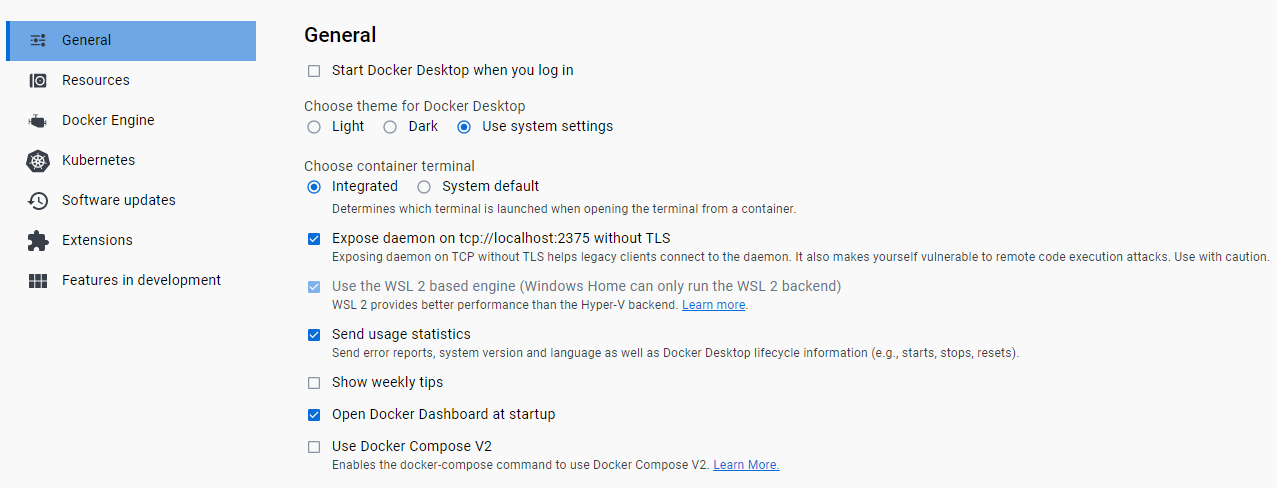 General
Resources
Docker Engine
Kubernetes
Software updates
Extensions
Features in development
General
Start Docker Desktop when you log in
Choose theme for Docker Desktop
Light Dark Use system settings
Choose container terminal
Integrated System default
Determines which terminal is launched when opening the terminal from a container.
Expose daemon on tcp://localhost:2375 without TLS
Exposing daemon on TCP without TLS helps legacy clients connect to the daemon. It also makes yourself vulnerable to remote code execution attacks. Use with caution.
Use the WSL 2 based engine (Windows Home can only run the WSL 2 backend)
WSL 2 provides better performance than the Hyper-V backend. Learn more.
Send usage statistics
Send error reports, system version and language as well as Docker Desktop lifecycle information (e.g., starts, stops, resets).
Show weekly tips
Open Docker Dashboard at startup
Use Docker Compose V2
Enables the docker-compose command to use Docker Compose V2. Learn More.